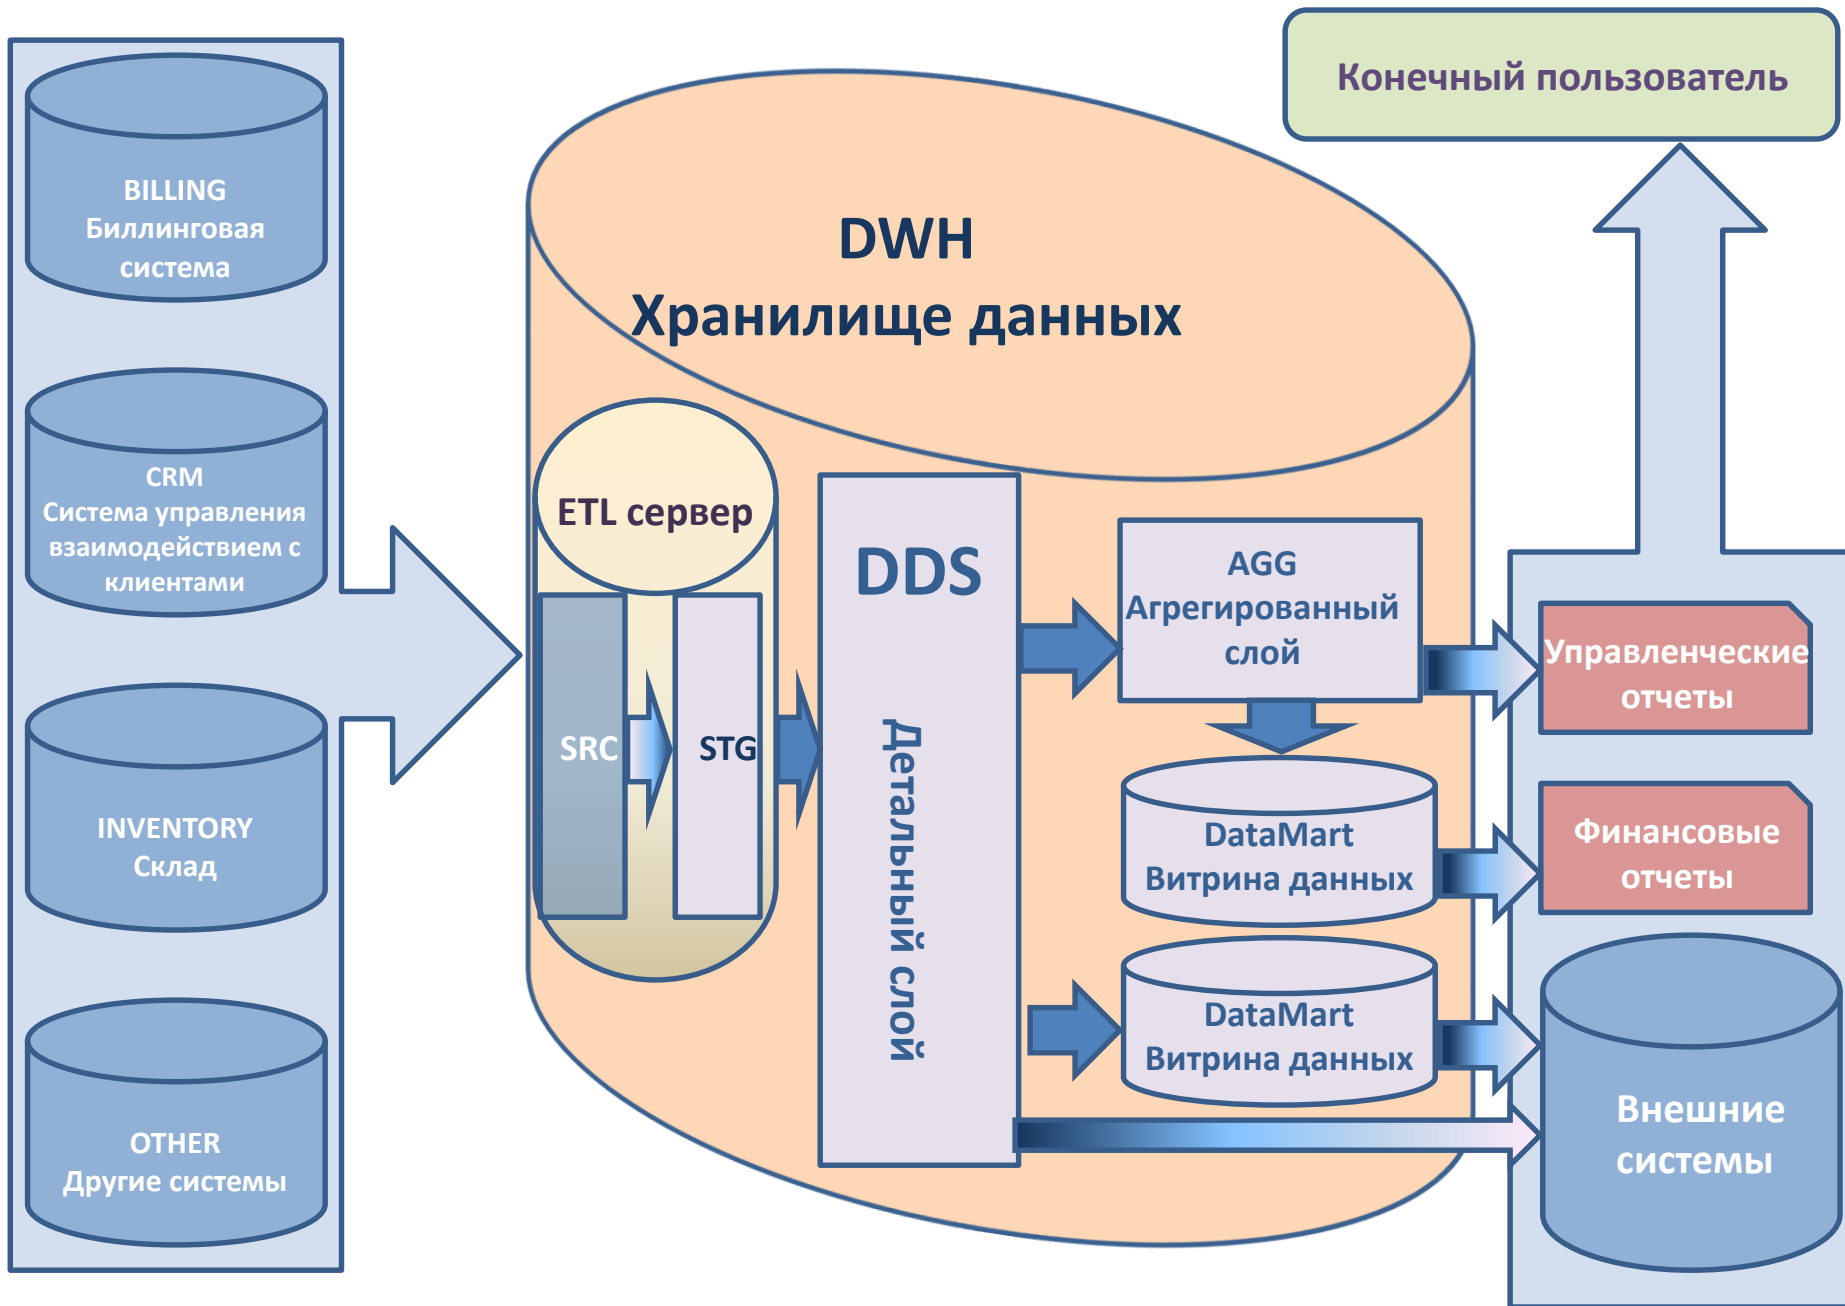 BILLING
Биллинговая
система
CRM
Система управления
взаимодействием с
клиентами
INVENTORY
Склад
OTHER
Другие системы
DWH
Хранилище данных
ETL сервер
SRC
STG
DDS
Детальный слой
AGG
Агрегированный
слой
DataMart
Витрина данных
DataMart
Витрина данных
Конечный пользователь
Управленческие
отчеты
Финансовые
отчеты
Внешние
системы